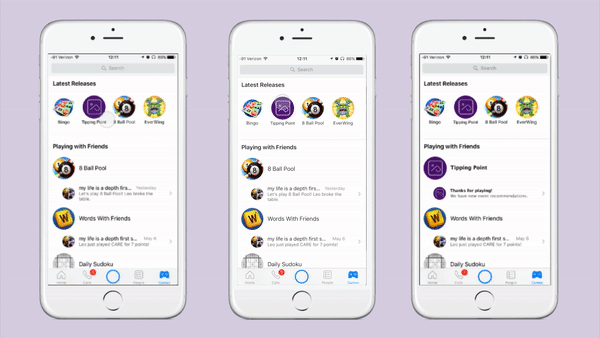 •91 Verizon 12:11 88%
Search
Latest Releases
Bingo Tipping Point 8 Ball Pool EverWing
Playing with Friends
8 Ball Pool
my life is a depth first... Yesterday
Let's play 8 Ball Pool! Leo broke the
table.
Words With Friends
my life is a depth first s... May 6
Leo just played CARE for 7 points!
Daily Sudoku
Home Calls People Games
•91 Verizon 12:11 88%
Search
Latest Releases
Bingo Tipping Point 8 Ball Pool EverWing
Playing with Friends
8 Ball Pool
my life is a depth first... Yesterday
Let's play 8 Ball Pool! Leo broke the
table.
Words With Friends
my life is a depth first s... May 6
Leo just played CARE for 7 points!
Daily Sudoku
Home Calls People Games
•91 Verizon 12:11 88%
Search
Latest Releases
Bingo Tipping Point 8 Ball Pool EverWing
Playing with Friends
Tipping Point
Thanks for playing!
We have new event recommendations...
Words With Friends
my life is a depth first s... May 6
Leo just played CARE for 7 points!
Daily Sudoku
Home Calls People Games